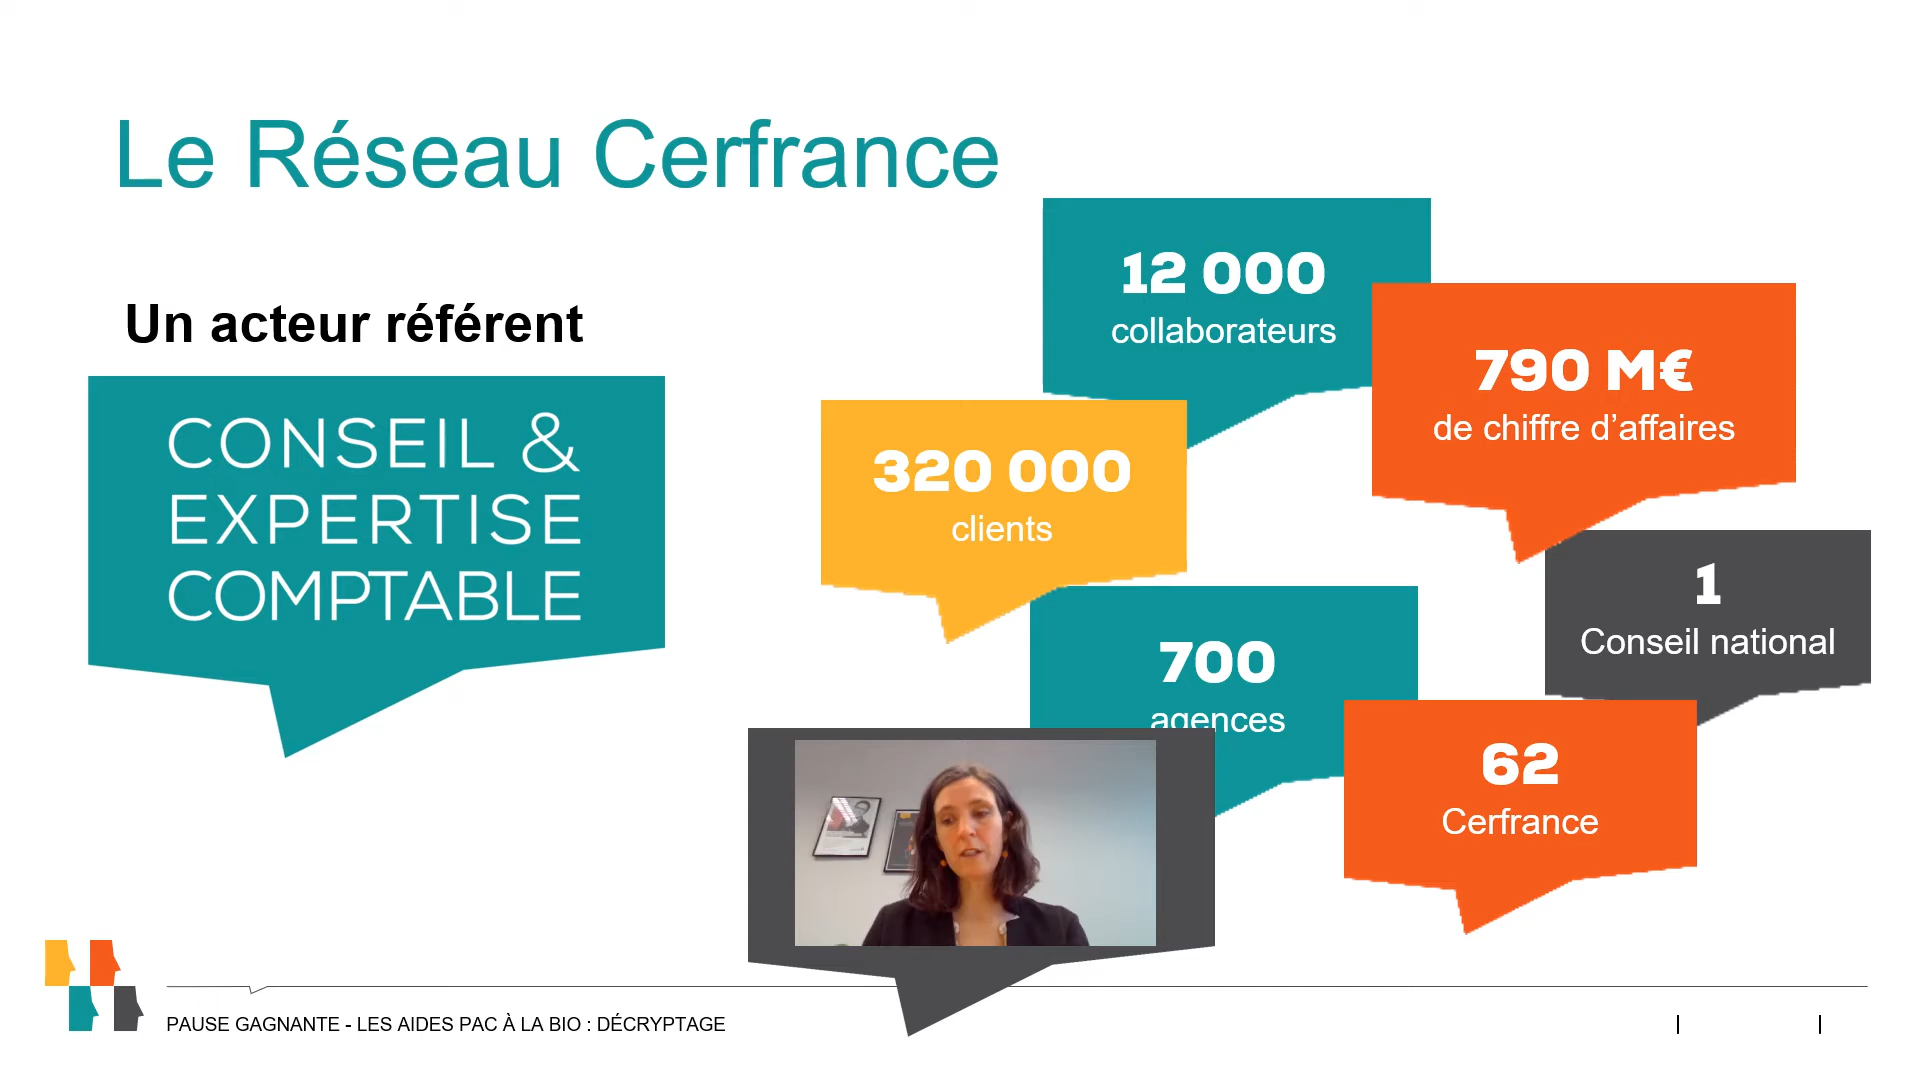 Le Réseau Cerfrance
Un acteur référent
CONSEIL &
EXPERTISE
COMPTABLE
12 000
collaborateurs
790 M€
de chiffre d’affaires
320 000
clients
1
Conseil national
700
agences
62
Cerfrance
PAUSE GAGNANTE - LES AIDES PAC À LA BIO : DÉCRYPTAGE